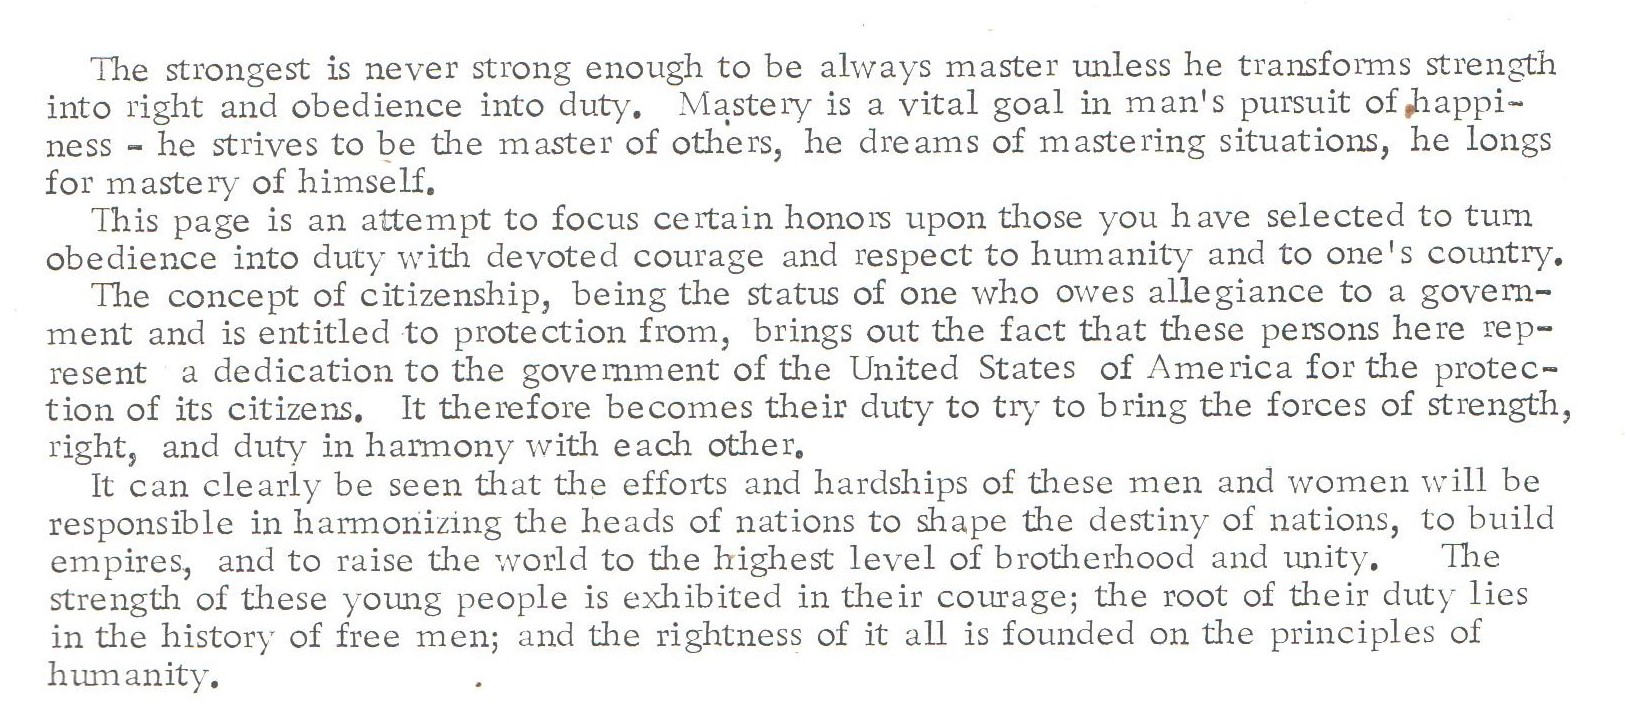 The strongest is never strong enough to be always master unless he transforms strength
into right and obedience into duty. Mastery is a vital goal in man's pursuit of happi-
ness - he strives to be the master of others, he dreams of mastering situations, he longs
for mastery of himself.
This page is an attempt to focus certain honors upon those you have selected to turn
obedience into duty with devoted courage and respect to humanity and to one's country.
The concept of citizenship, being the status of one who owes allegiance to a govern-
ment and is entitled to protection from, brings out the fact that these persons here rep-
resent a dedication to the government of the United States of America for the protec-
tion of its citizens. It therefore becomes their duty to try to bring the forces of strength,
right, and duty in harmony with each other.
It can clearly be seen that the efforts and hardships of these men and women will be
responsible in harmonizing the heads of nations to shape the destiny of nations, to build
empires, and to raise the world to the highest level of brotherhood and unity. The
strength of these young people is exhibited in their courage; the root of their duty lies
in the history of free men; and the rightness of it all is founded on the principles of
humanity.